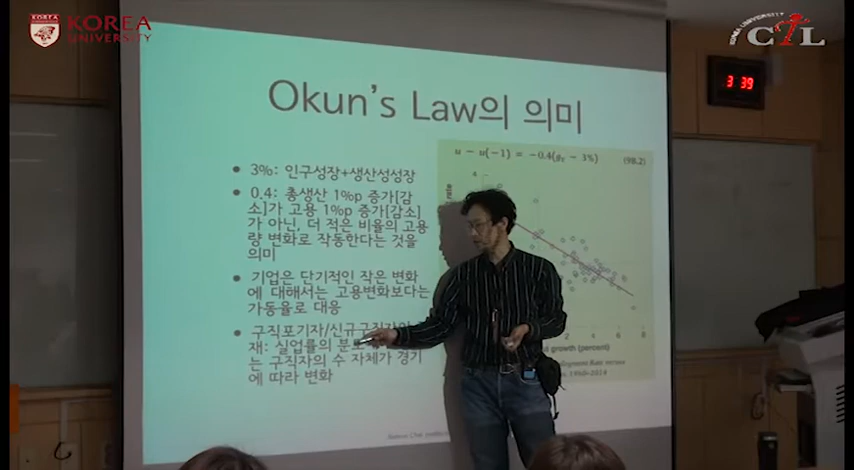 KOREA
UNIVERSITY
KOREA UNIVERSITY
CTL
3 39
Okun's Law의 의미
• 3%: 인구성장+생산성성장
• 0.4: 총생산 1%p 증가[감
소]가 고용 1%p 증가[감소]
가 아닌, 더 적은 비율의 고용
량 변화로 작동한다는 것을
의미
• 기업은 단기적인 작은 변화
에 대해서는 고용변화보다는
가동율로 대응
• 구직포기자/신규구직자의
재: 실업률의 분모
는 구직자의 수 자체가 경기
에 따라 변화
u − u(−1) = −0.4(gY − 3%) (98.2)
growth (percent)
Rate versus
1960-2014